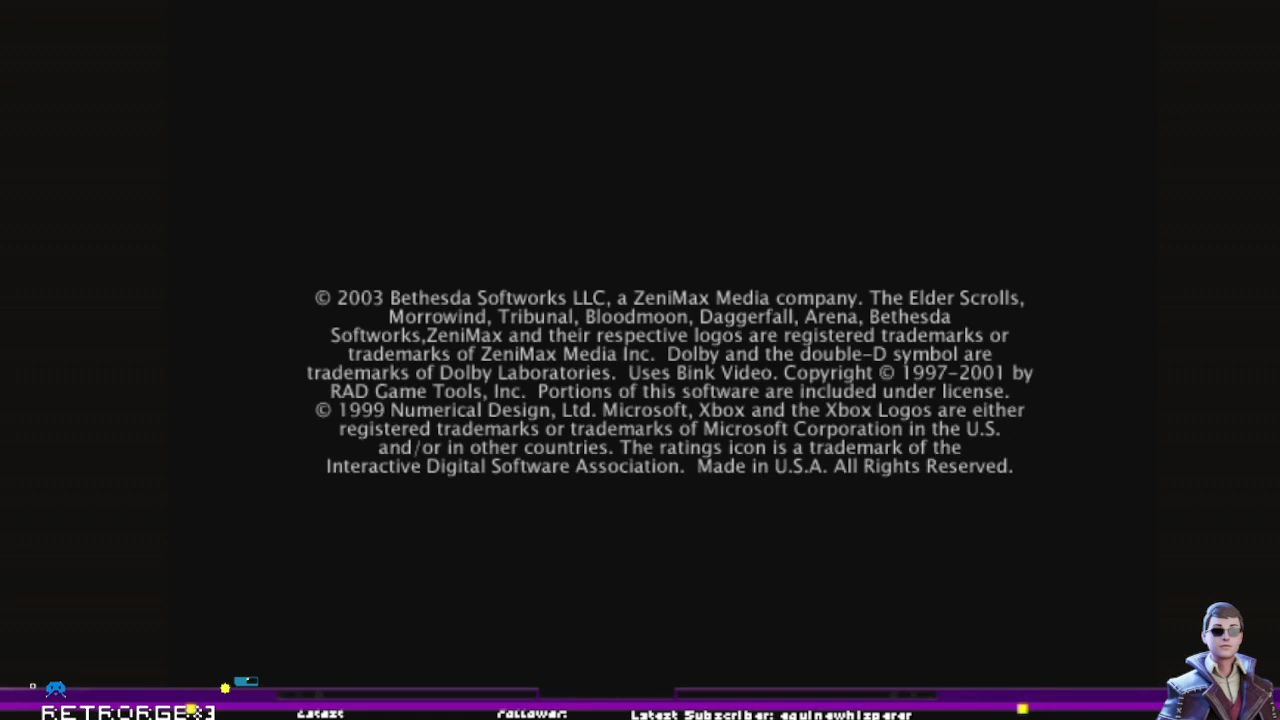 © 2003 Bethesda Softworks LLC, a ZeniMax Media company. The Elder Scrolls,
Morrowind, Tribunal, Bloodmoon, Daggerfall, Arena, Bethesda
Softworks,ZeniMax and their respective logos are registered trademarks or
trademarks of ZeniMax Media Inc.  Dolby and the double-D symbol are
trademarks of Dolby Laboratories.  Uses Bink Video. Copyright © 1997-2001 by
RAD Game Tools, Inc.  Portions of this software are included under license.
© 1999 Numerical Design, Ltd. Microsoft, Xbox and the Xbox Logos are either
registered trademarks or trademarks of Microsoft Corporation in the U.S.
and/or in other countries. The ratings icon is a trademark of the
Interactive Digital Software Association.  Made in U.S.A. All Rights Reserved.
Latest Follower: Latest Subscriber: equinewhisperer